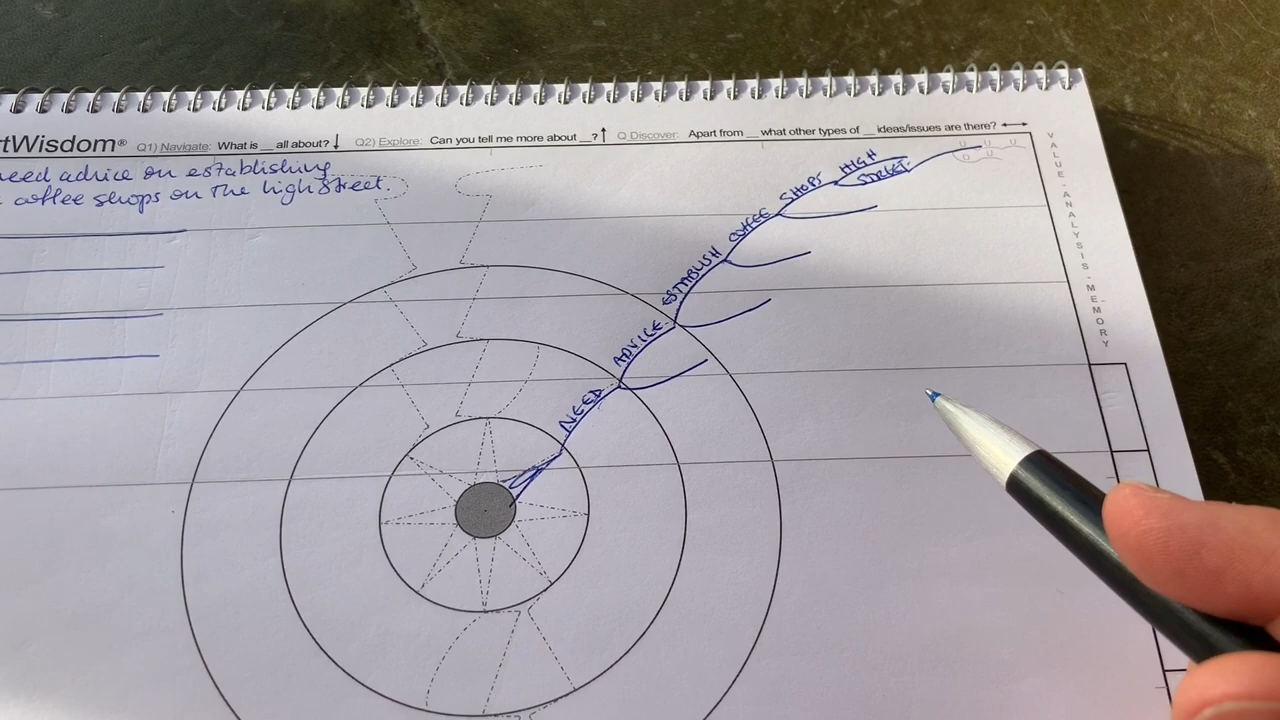 rtWisdom® Q1) Navigate: What is __ all about?↓ Q2) Explore: Can you tell me more about __?↑ Q Discover: Apart from __ what other types of __ ideas/issues are there? ↔
need advice on establishing
coffee shops on the high street.
NEED ADVICE ESTABLISH COFFEE SHOPS HIGH
STREET.
VALUE-ANALYSIS-MEMORY
U U U
U U